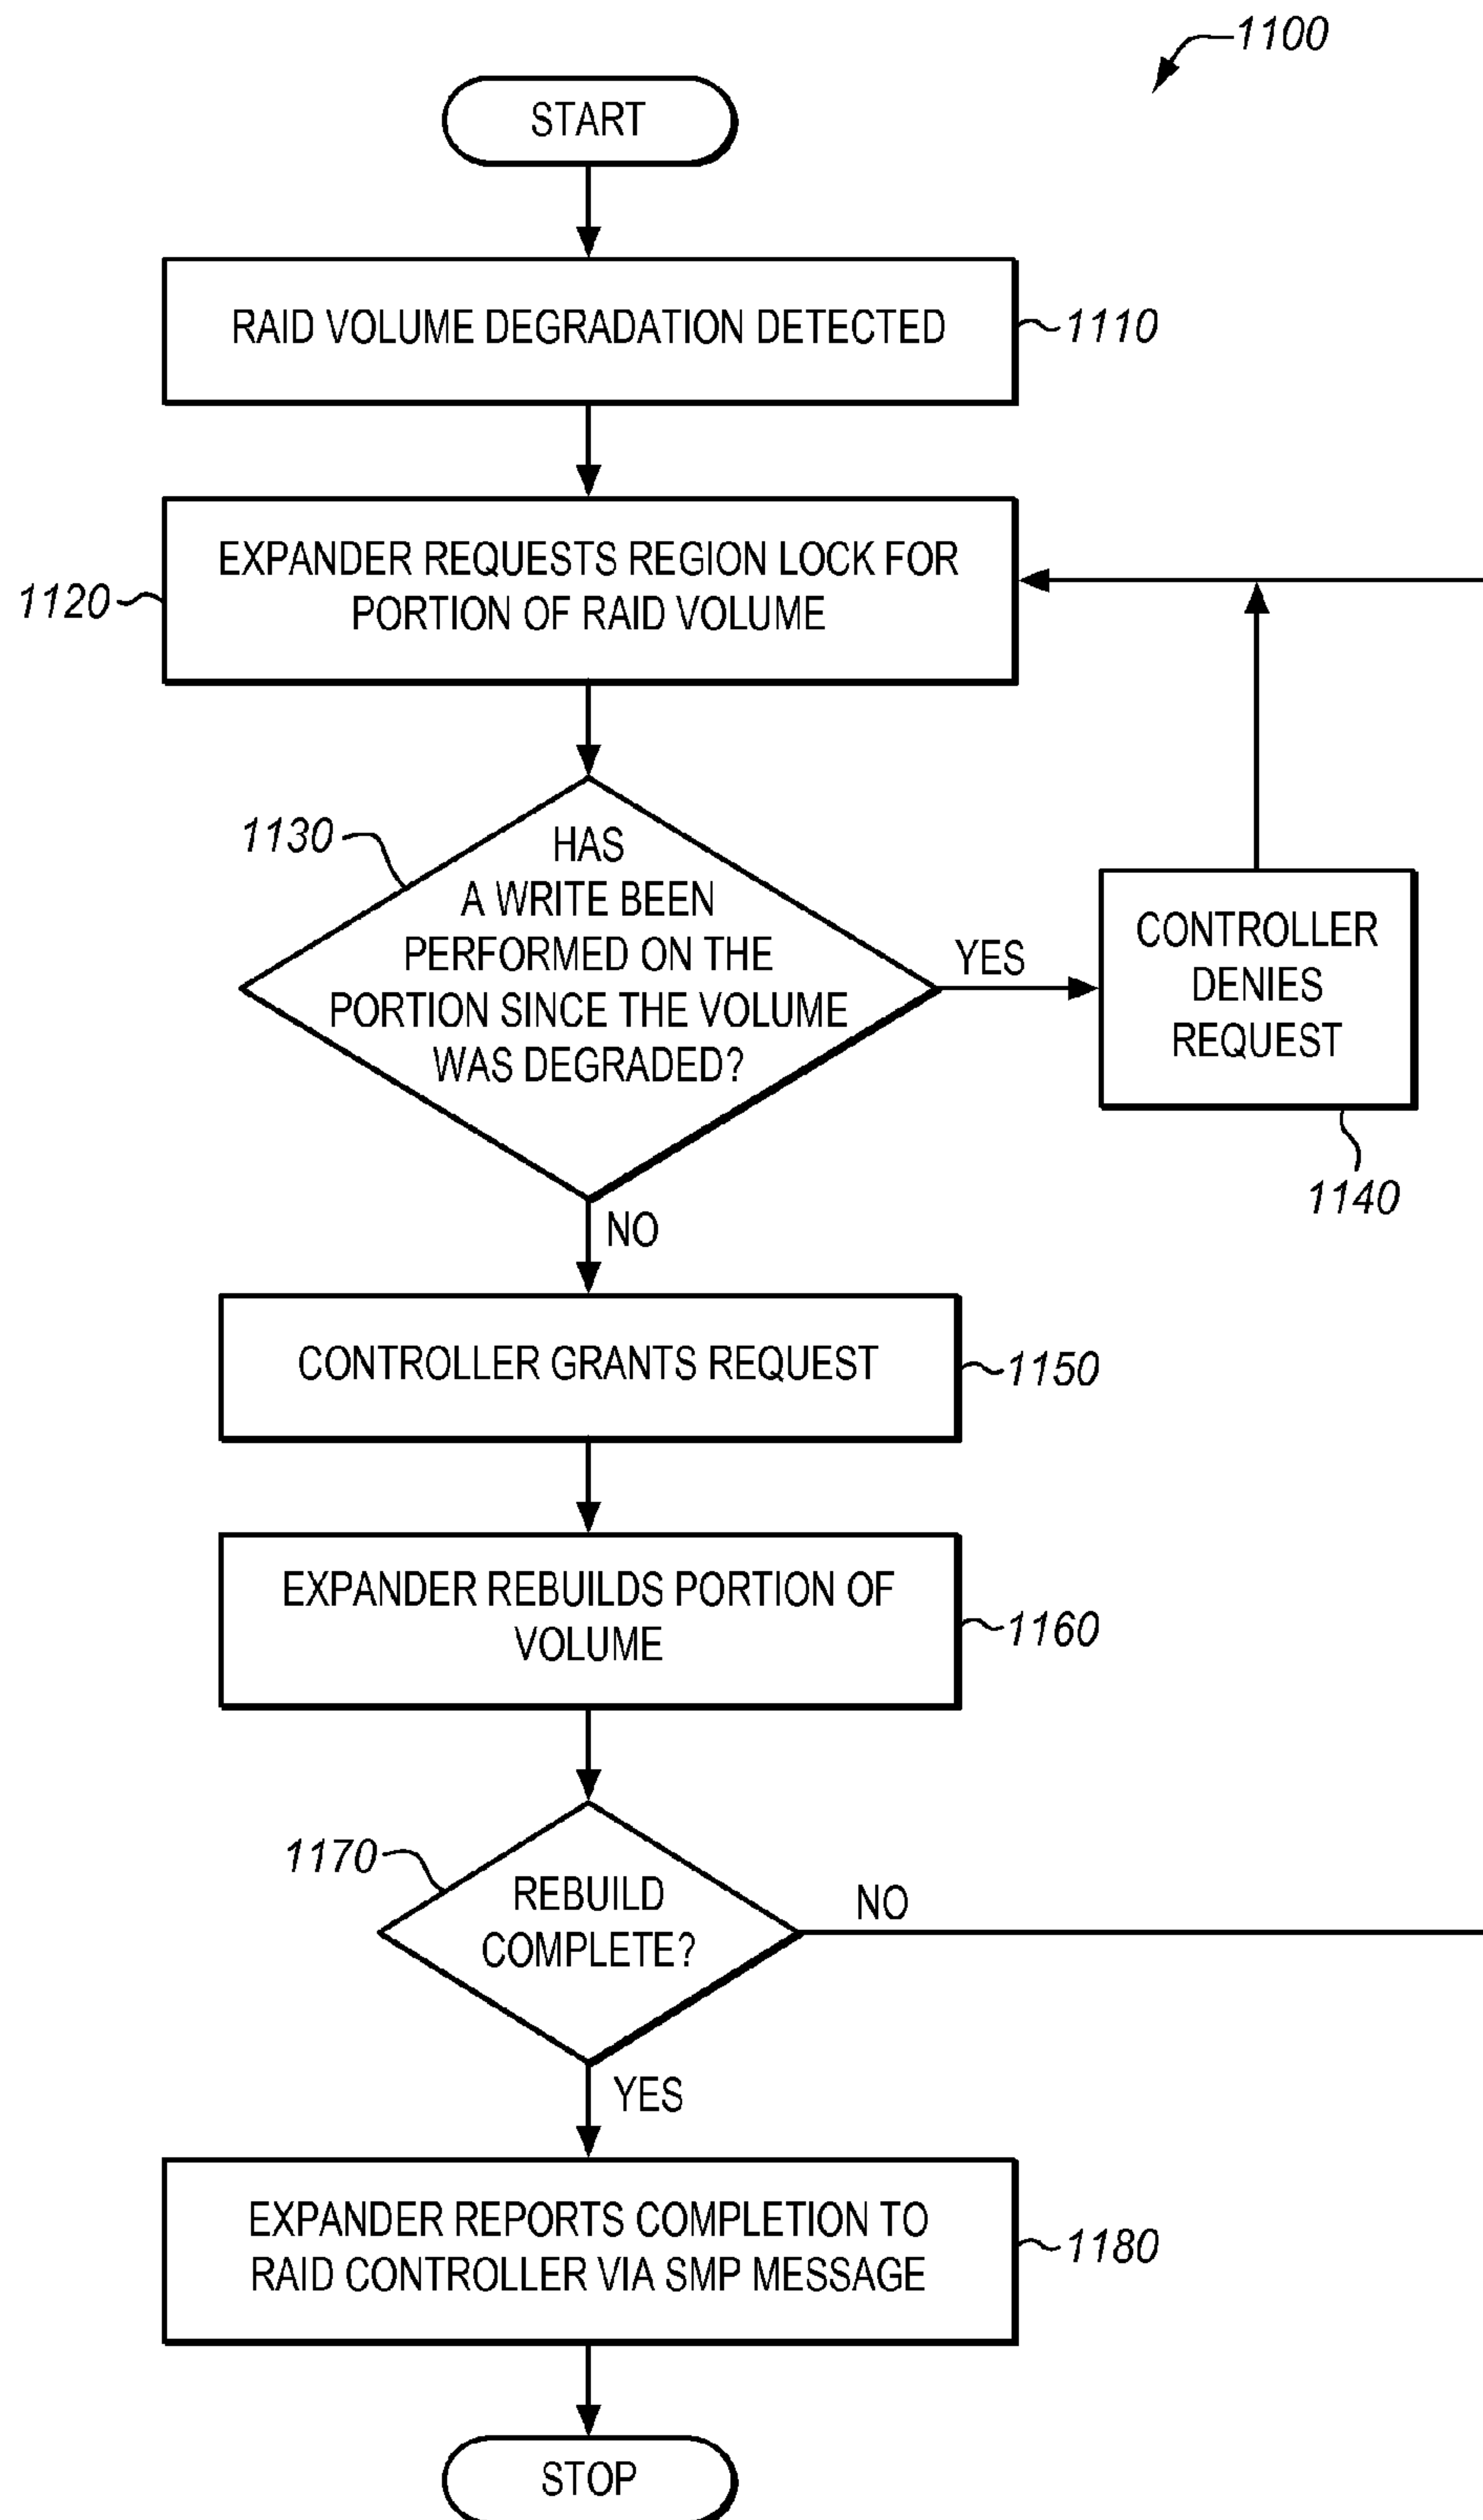 1100
START
RAID VOLUME DEGRADATION DETECTED
1110
EXPANDER REQUESTS REGION LOCK FOR
PORTION OF RAID VOLUME
1120
1130
HAS
A WRITE BEEN
PERFORMED ON THE
PORTION SINCE THE VOLUME
WAS DEGRADED?
YES
CONTROLLER
DENIES
REQUEST
1140
NO
CONTROLLER GRANTS REQUEST
1150
EXPANDER REBUILDS PORTION OF
VOLUME
1160
1170
REBUILD
COMPLETE?
NO
YES
EXPANDER REPORTS COMPLETION TO
RAID CONTROLLER VIA SMP MESSAGE
1180
STOP